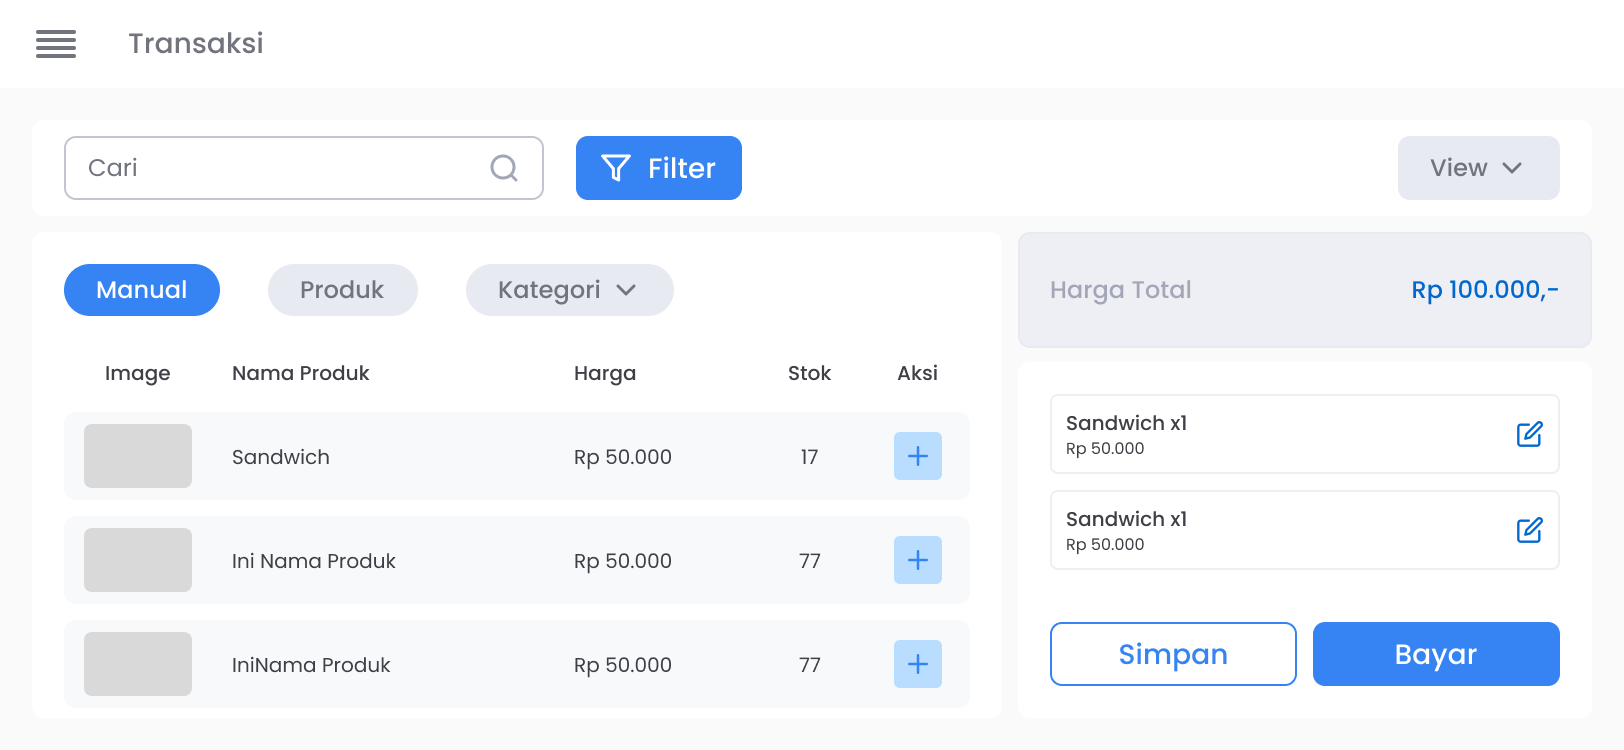 Transaksi
Cari
Filter
View
Manual
Produk
Kategori
Image Nama Produk Harga Stok Aksi
Sandwich Rp 50.000 17
Ini Nama Produk Rp 50.000 77
IniNama Produk Rp 50.000 77
Harga Total Rp 100.000,-
Sandwich x1
Rp 50.000
Sandwich x1
Rp 50.000
Simpan
Bayar